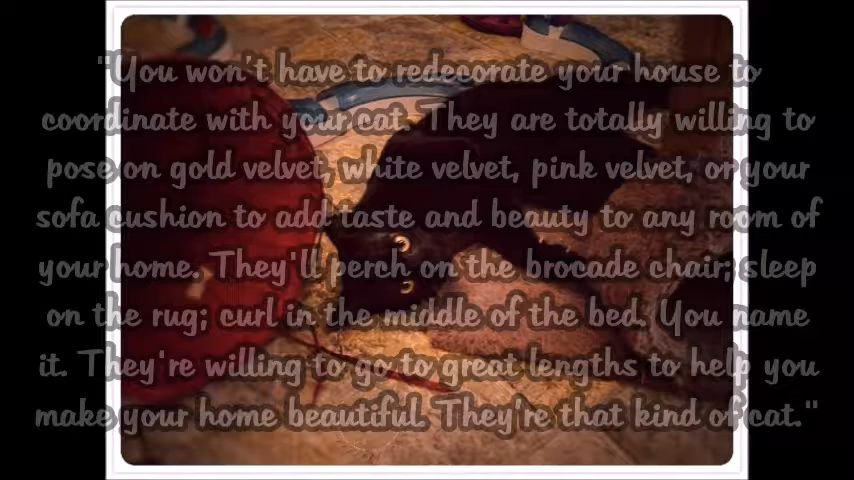 "You won't have to redecorate your house to
coordinate with your cat. They are totally willing to
pose on gold velvet, white velvet, pink velvet, or your
sofa cushion to add taste and beauty to any room of
your home. They'll perch on the brocade chair; sleep
on the rug; curl in the middle of the bed. You name
it. They're willing to go to great lengths to help you
make your home beautiful. They're that kind of cat."